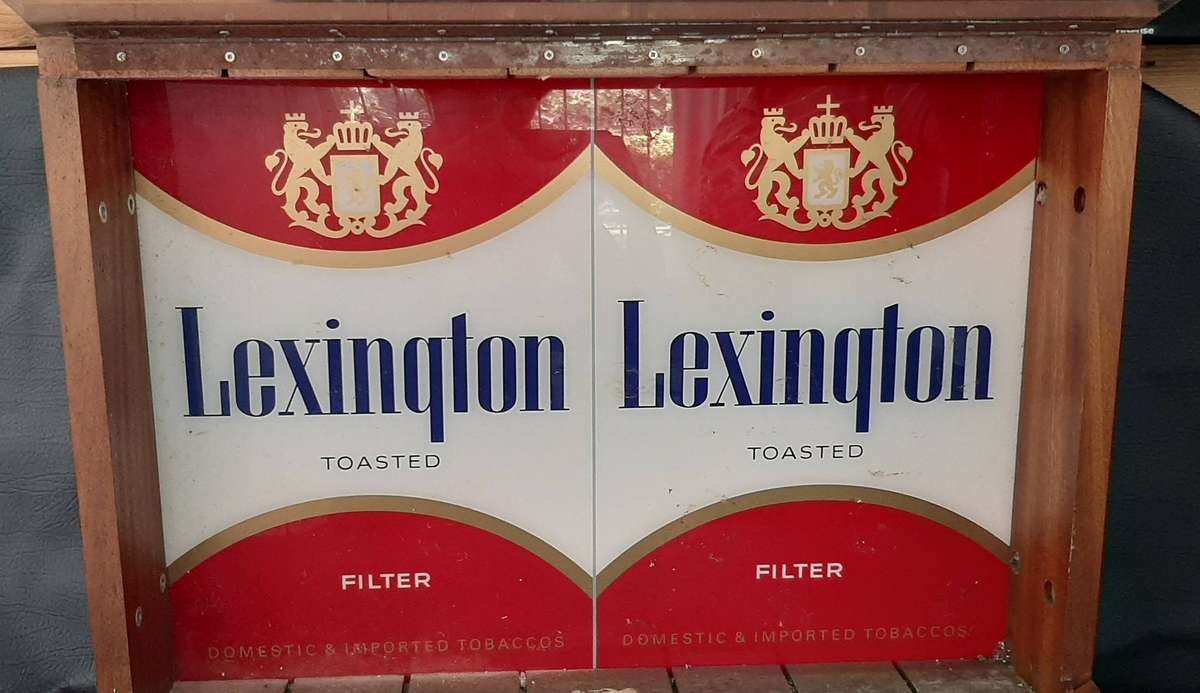 Lexington
TOASTED
FILTER
DOMESTIC & IMPORTED TOBACCOS
Lexington
TOASTED
FILTER
DOMESTIC & IMPORTED TOBACCOS